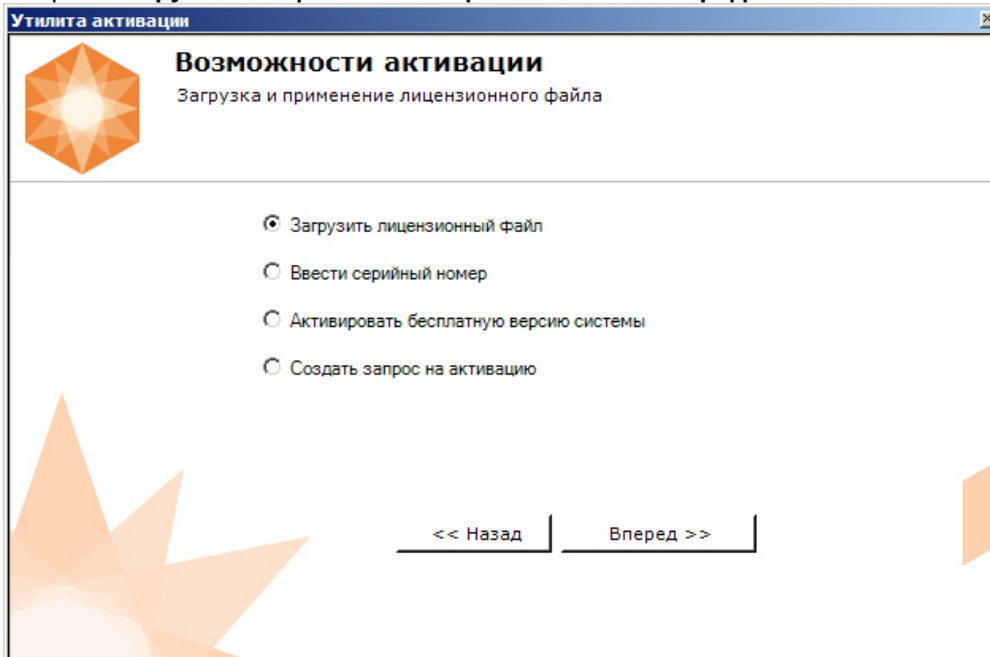 Утилита активации
Возможности активации
Загрузка и применение лицензионного файла
Загрузить лицензионный файл
Ввести серийный номер
Активировать бесплатную версию системы
Создать запрос на активацию
<< Назад
Вперед >>